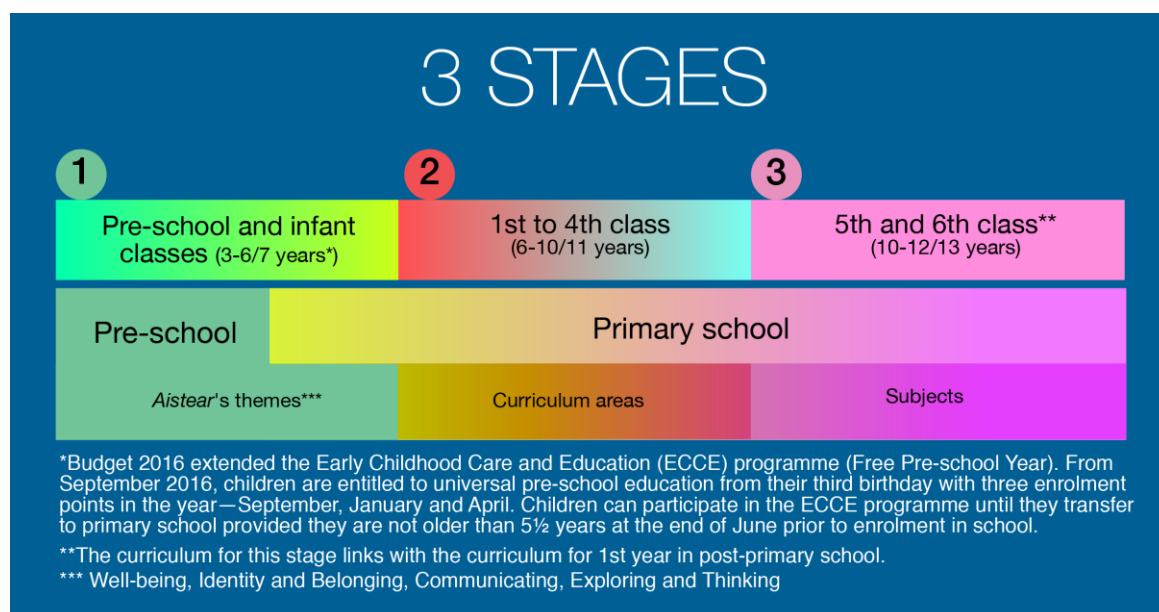 3 STAGES
1
2
3
Pre-school and infant
classes (3-6/7 years*)
1st to 4th class
(6-10/11 years)
5th and 6th class**
(10-12/13 years)
Pre-school
Primary school
Aistear's themes***
Curriculum areas
Subjects
*Budget 2016 extended the Early Childhood Care and Education (ECCE) programme (Free Pre-school Year). From
September 2016, children are entitled to universal pre-school education from their third birthday with three enrolment
points in the year—September, January and April. Children can participate in the ECCE programme until they transfer
to primary school provided they are not older than 5½ years at the end of June prior to enrolment in school.
**The curriculum for this stage links with the curriculum for 1st year in post-primary school.
*** Well-being, Identity and Belonging, Communicating, Exploring and Thinking